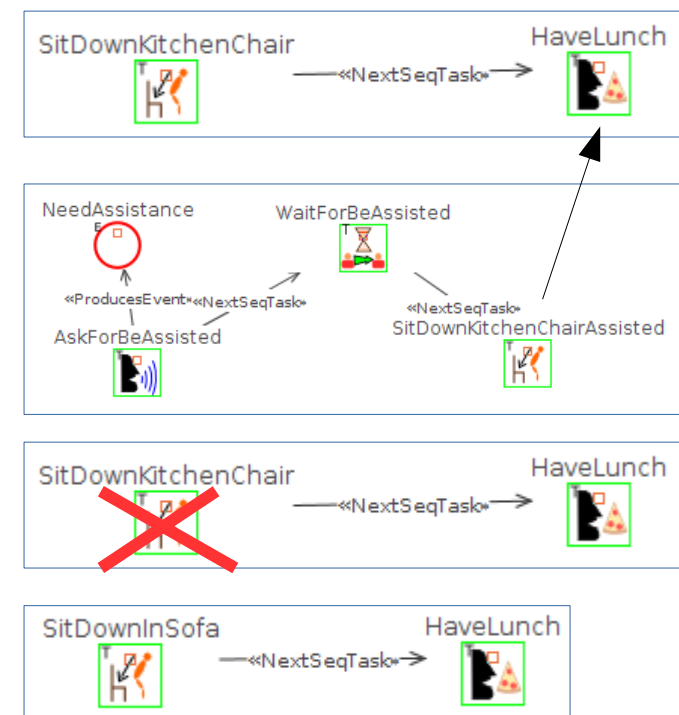 SitDownKitchenChair
HaveLunch
T
«NextSeqTask»
T
NeedAssistance
WaitForBeAssisted
E
T
«ProducesEvent»
«NextSeqTask»
«NextSeqTask»
AskForBeAssisted
SitDownKitchenChairAssisted
T
T
SitDownKitchenChair
HaveLunch
T
«NextSeqTask»
T
SitDownInSofa
HaveLunch
T
«NextSeqTask»
T